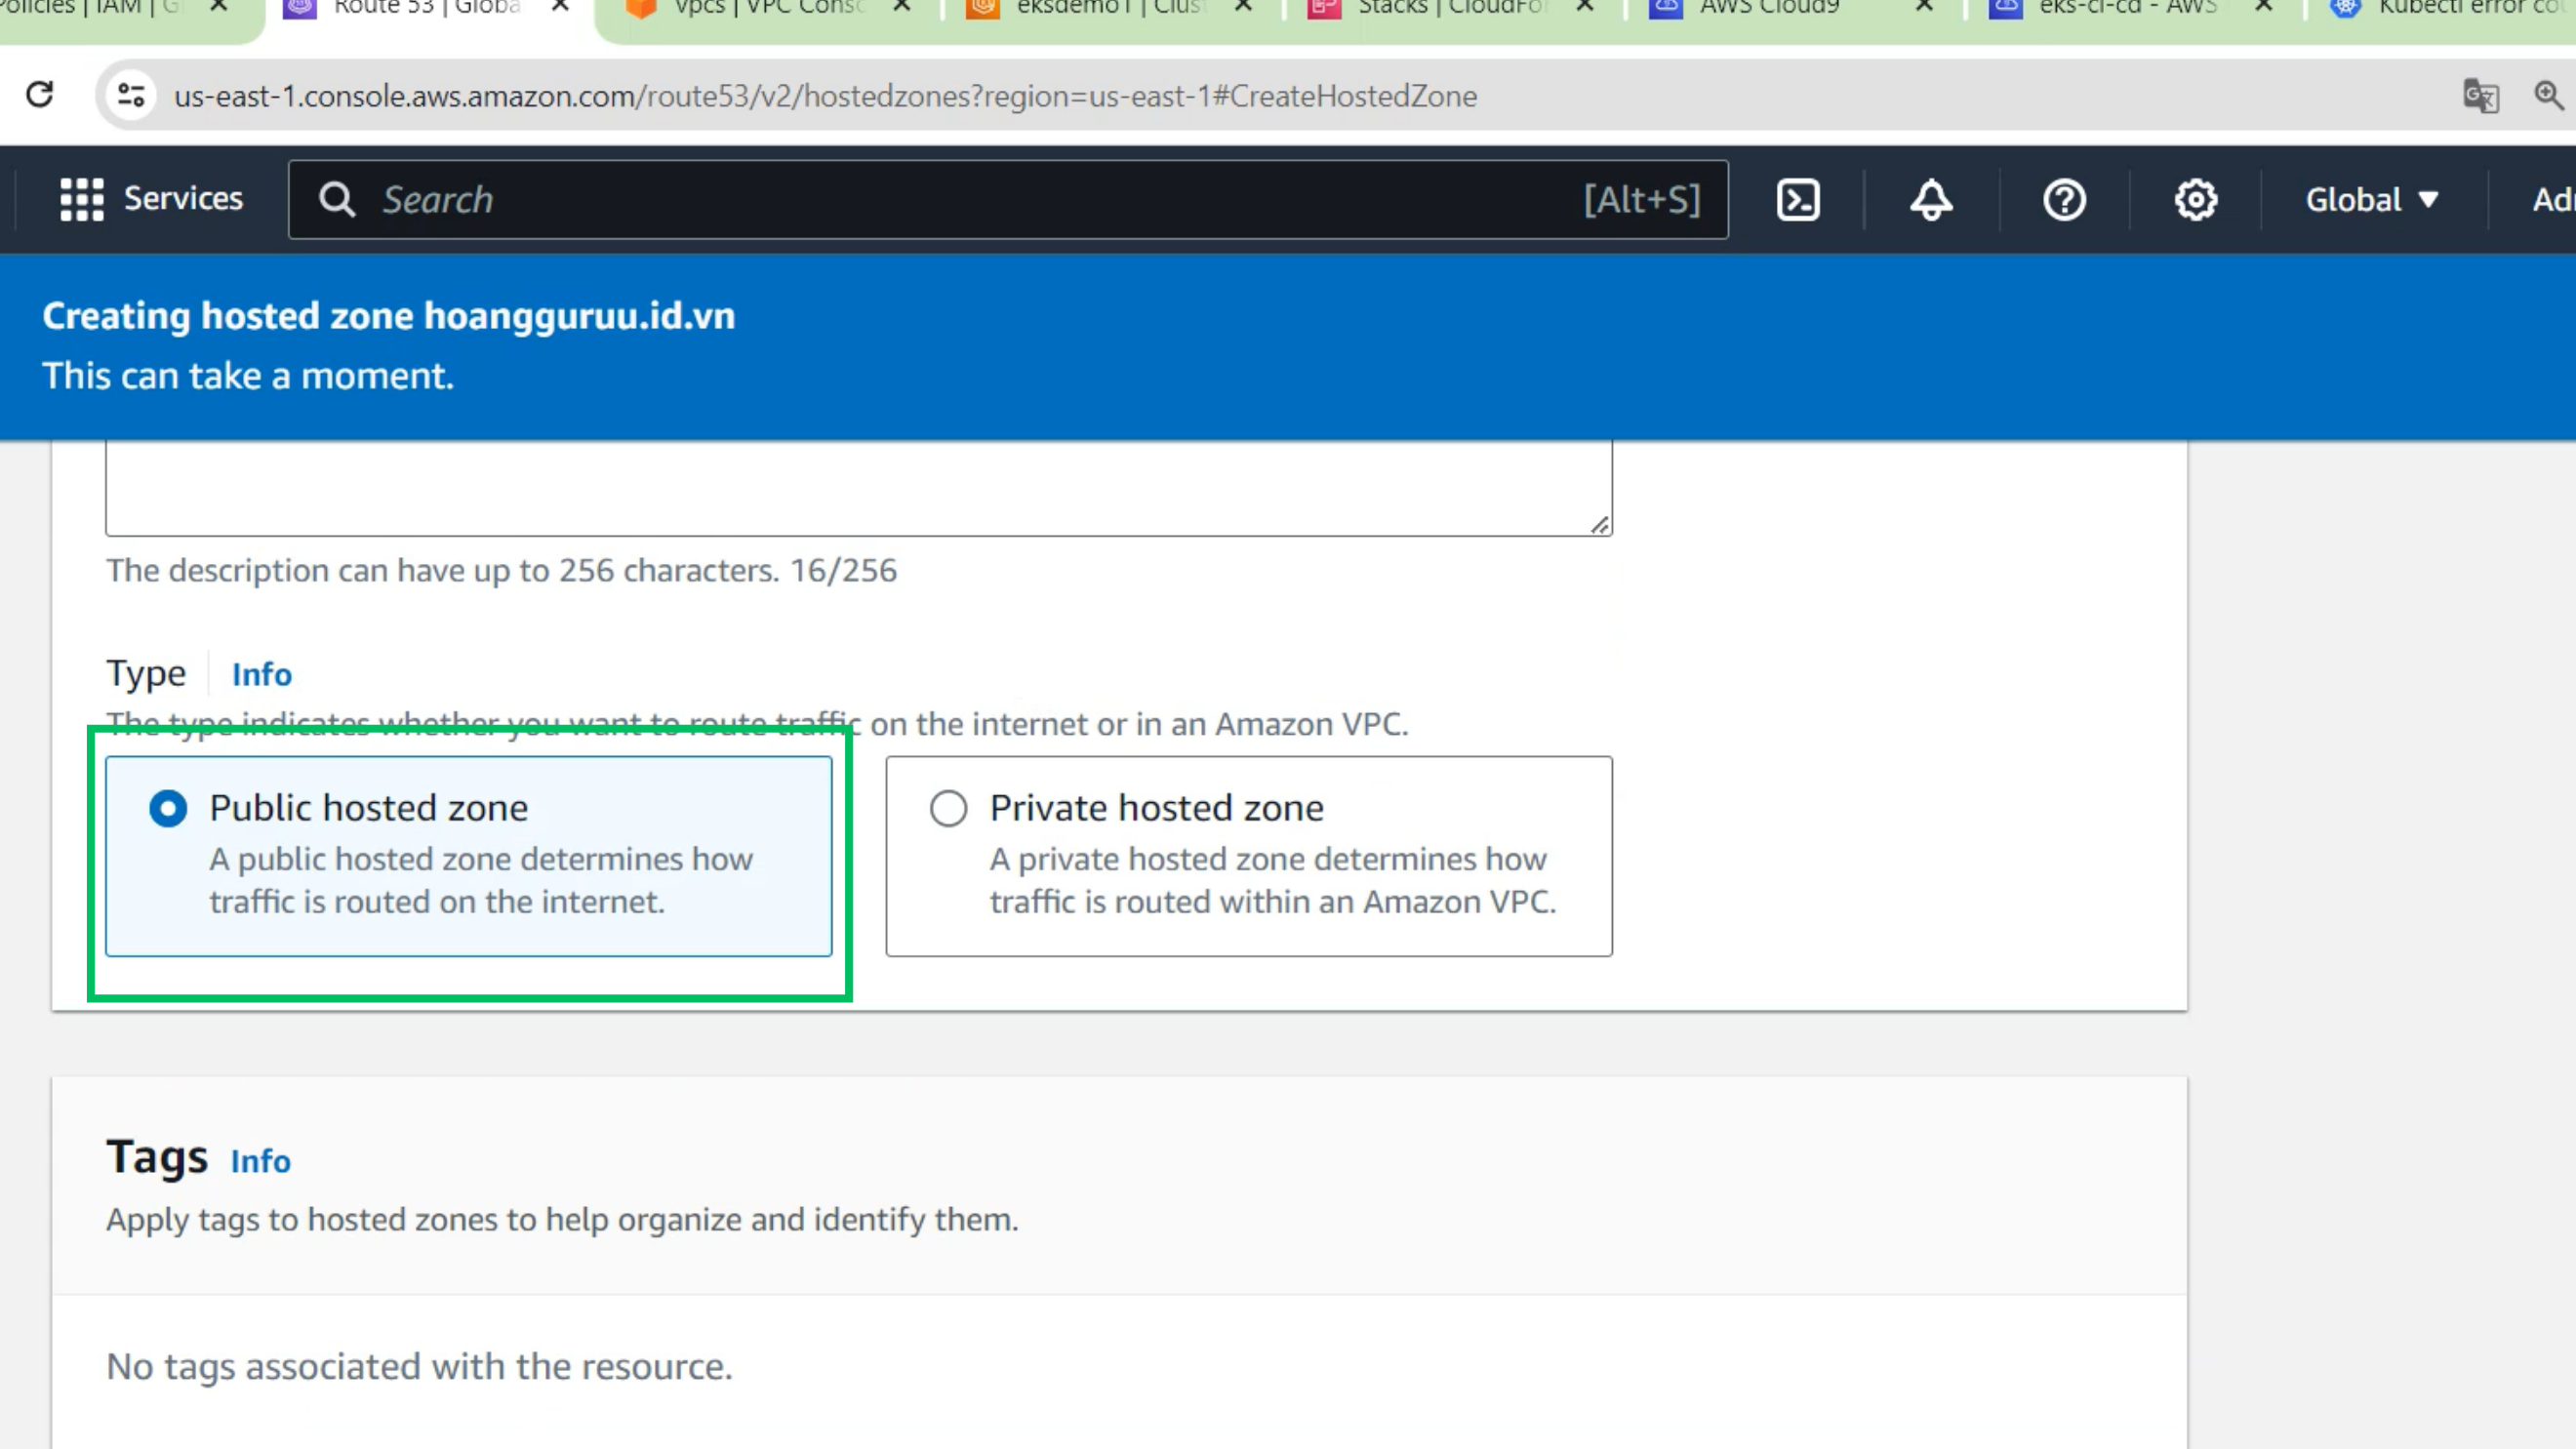 Policies | IAM | G
Route 53 | Globa
vpcs | VPC Conso
eksdemo1 | Clust
Stacks | CloudFor
AWS Cloud9
eks-ci-cd - AWS
Kubectl error co
us-east-1.console.aws.amazon.com/route53/v2/hostedzones?region=us-east-1#CreateHostedZone
Services
Search
[Alt+S]
Global
Creating hosted zone hoangguruu.id.vn
This can take a moment.
The description can have up to 256 characters. 16/256
Type Info
The type indicates whether you want to route traffic on the internet or in an Amazon VPC.
Public hosted zone
A public hosted zone determines how
traffic is routed on the internet.
Private hosted zone
A private hosted zone determines how
traffic is routed within an Amazon VPC.
Tags Info
Apply tags to hosted zones to help organize and identify them.
No tags associated with the resource.